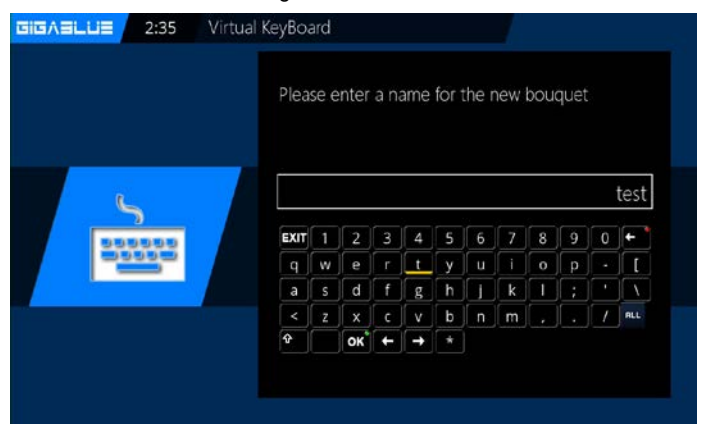 GIGABLUE 2:35 Virtual KeyBoard
Please enter a name for the new bouquet
test
EXIT 1 2 3 4 5 6 7 8 9 0 ←
q w e r t y u i o p - [
a s d f g h j k l ; ' \
< z x c v b n m , . / ALL
⇧ OK ← → *